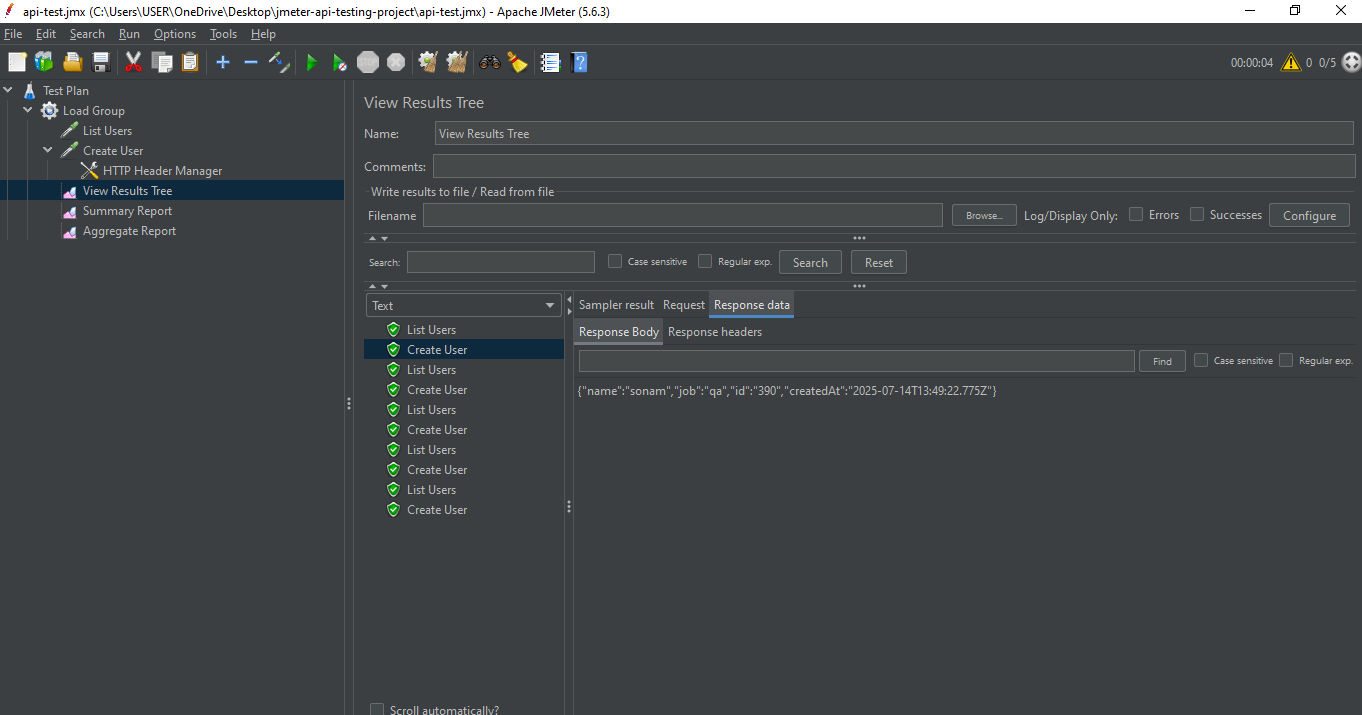 api-test.jmx (C:\Users\USER\OneDrive\Desktop\jmeter-api-testing-project\api-test.jmx) - Apache JMeter (5.6.3)
File Edit Search Run Options Tools Help
STOP 00:00:04 0 0/5
Test Plan
Load Group
List Users
Create User
HTTP Header Manager
View Results Tree
Summary Report
Aggregate Report
View Results Tree
Name: View Results Tree
Comments:
Write results to file / Read from file
Filename Browse... Log/Display Only: Errors Successes Configure
Search: Case sensitive Regular exp. Search Reset
Text
List Users
Create User
List Users
Create User
List Users
Create User
List Users
Create User
List Users
Create User
Scroll automatically?
Sampler result Request Response data
Response Body Response headers
Find Case sensitive Regular exp.
{"name":"sonam","job":"qa","id":"390","createdAt":"2025-07-14T13:49:22.775Z"}